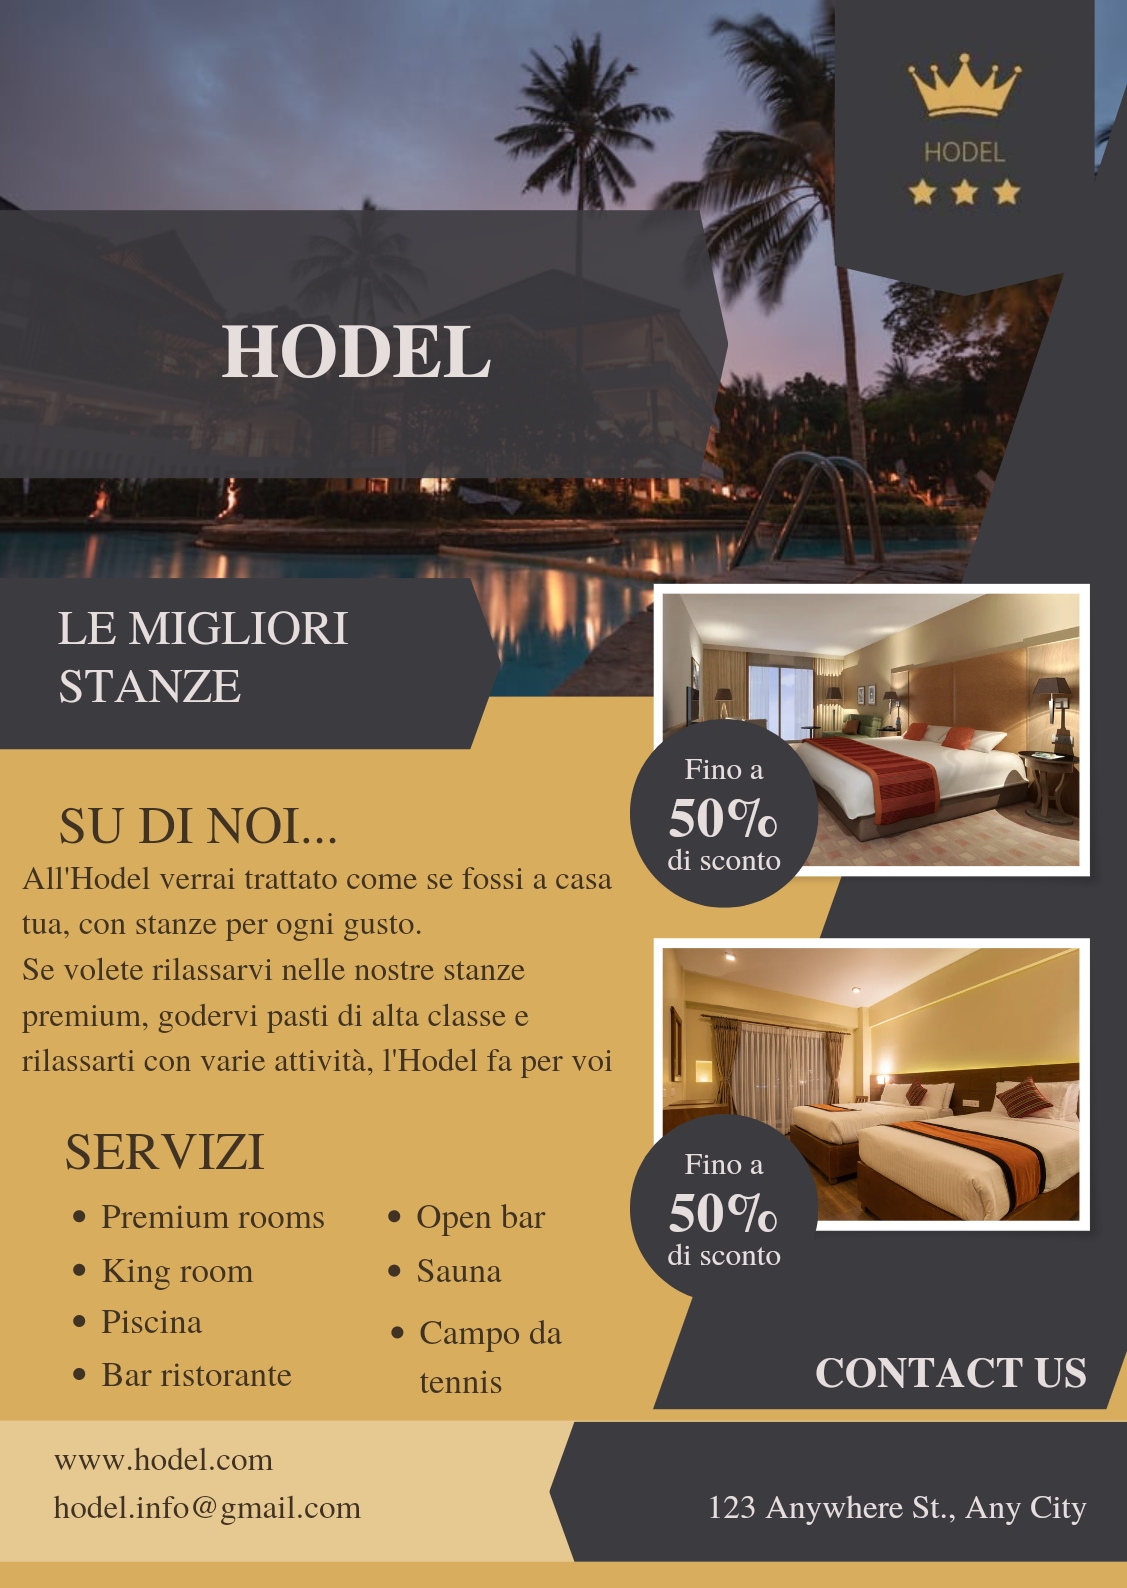 HODEL
HODEL
LE MIGLIORI
STANZE
SU DI NOI...
All'Hodel verrai trattato come se fossi a casa
tua, con stanze per ogni gusto.
Se volete rilassarvi nelle nostre stanze
premium, godervi pasti di alta classe e
rilassarti con varie attività, l'Hodel fa per voi
Fino a
50%
di sconto
Fino a
50%
di sconto
SERVIZI
• Premium rooms
• King room
• Piscina
• Bar ristorante
• Open bar
• Sauna
• Campo da
tennis
CONTACT US
www.hodel.com
hodel.info@gmail.com
123 Anywhere St., Any City